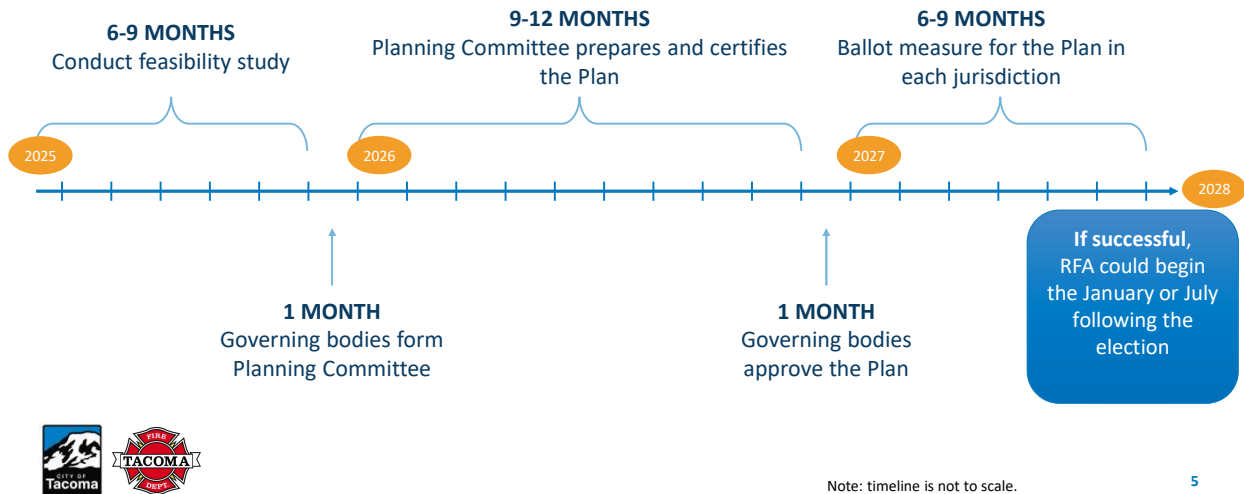 6-9 MONTHS
Conduct feasibility study
9-12 MONTHS
Planning Committee prepares and certifies
the Plan
6-9 MONTHS
Ballot measure for the Plan in
each jurisdiction
2025
2026
2027
2028
1 MONTH
Governing bodies form
Planning Committee
1 MONTH
Governing bodies
approve the Plan
If successful,
RFA could begin
the January or July
following the
election
CITY OF
Tacoma
FIRE
TACOMA
DEPT.
Note: timeline is not to scale.
5